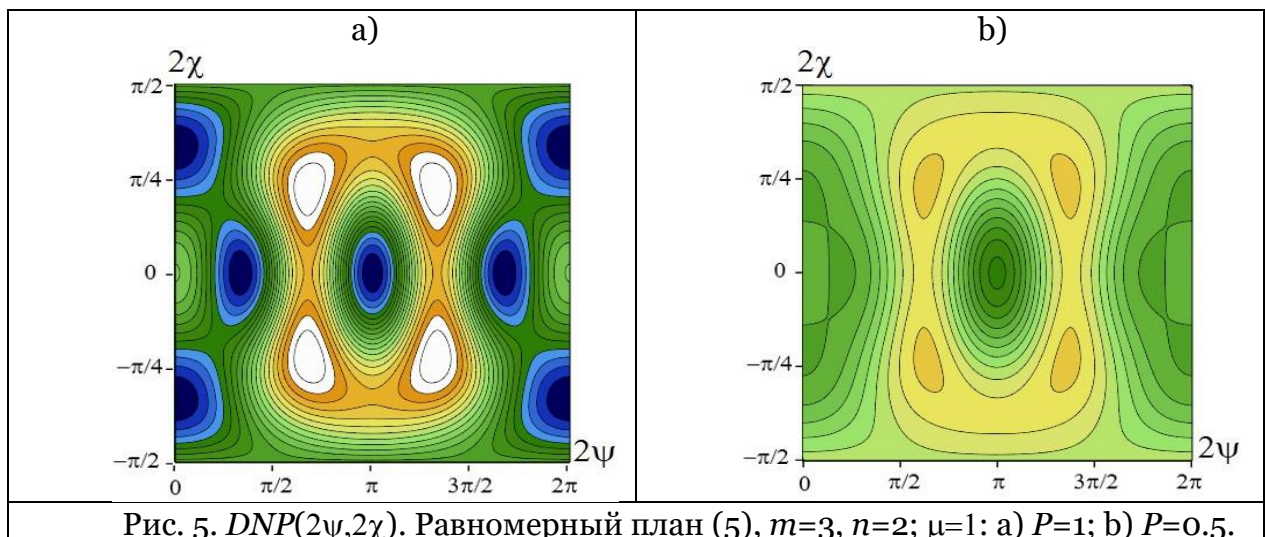 a)
2χ
π/2
π/4
0
−π/4
−π/2
2ψ
0 π/2 π 3π/2 2π
b)
2χ
π/2
π/4
0
−π/4
−π/2
2ψ
0 π/2 π 3π/2 2π
Рис. 5. DNP(2ψ,2χ). Равномерный план (5), m=3, n=2; μ=1: a) P=1; b) P=0.5.